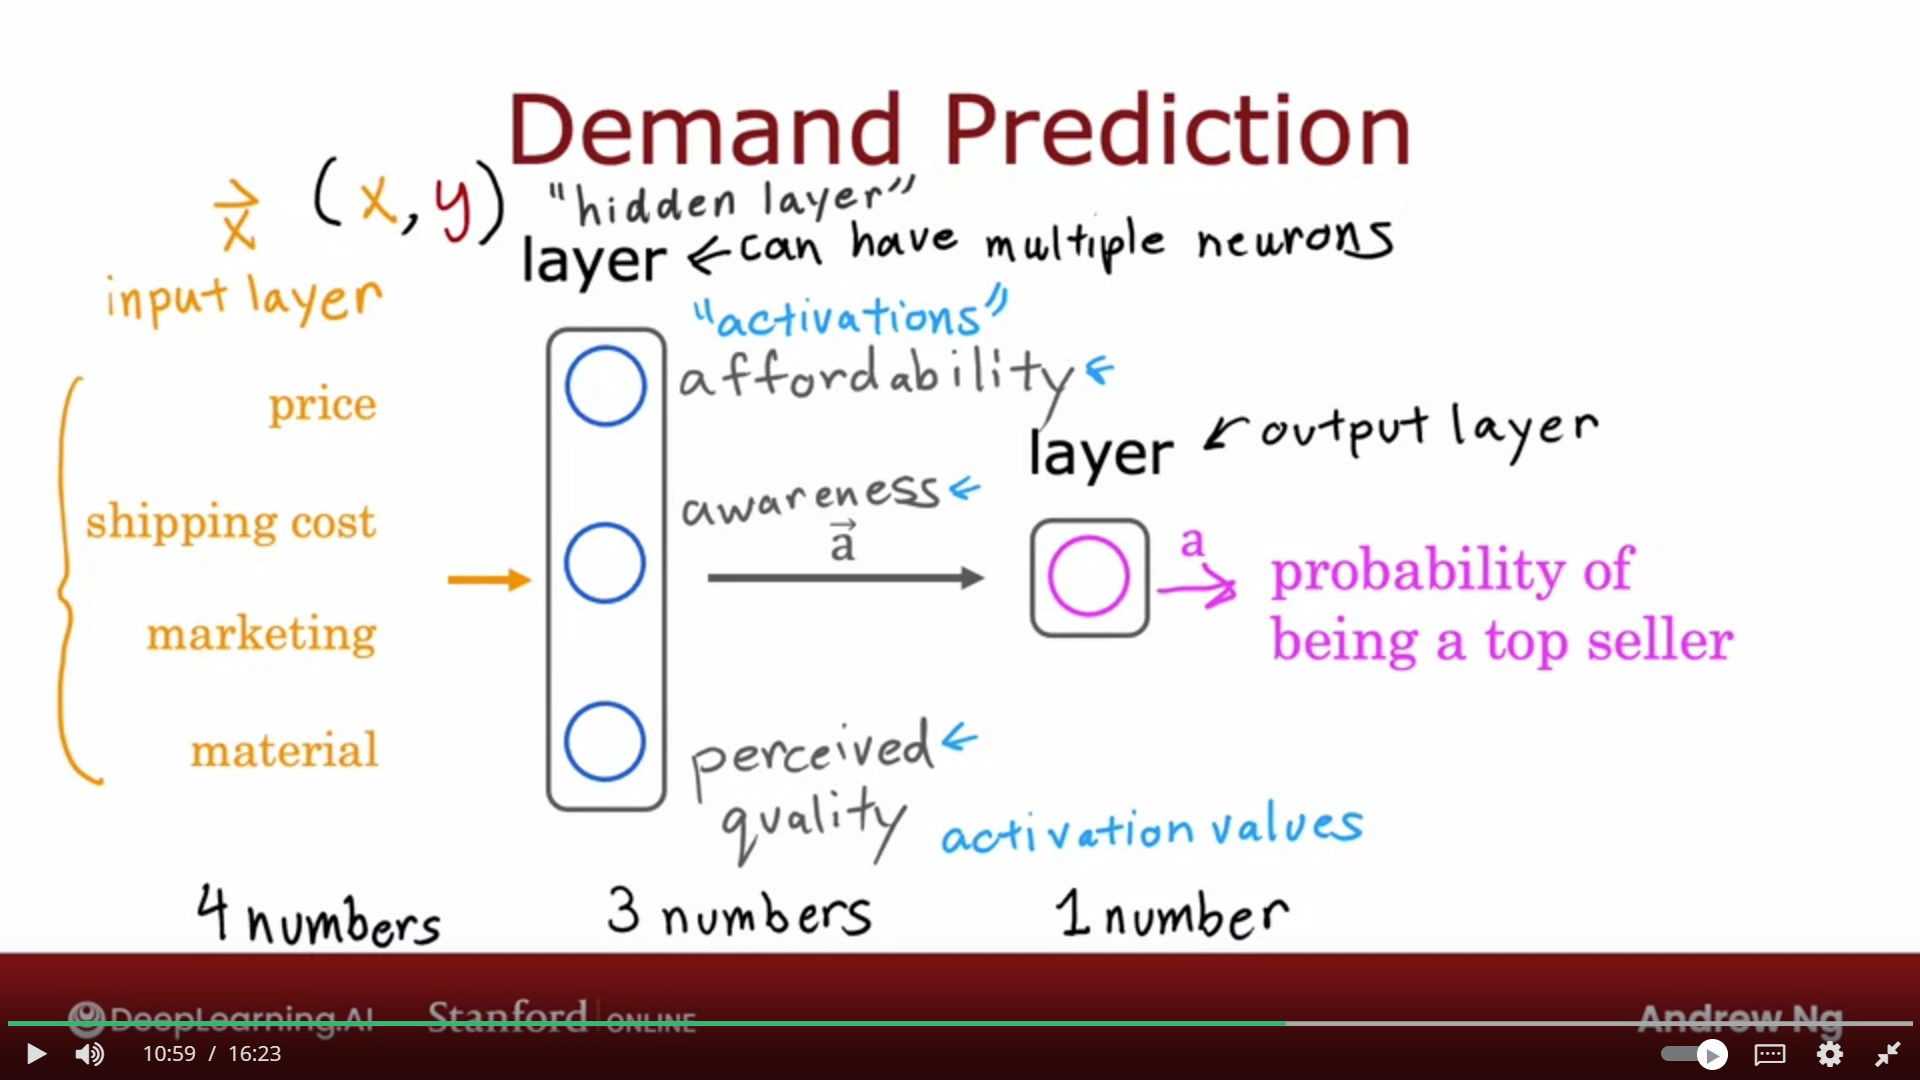 Demand Prediction
x⃗ (x, y)
"hidden layer"
layer ← can have multiple neurons
input layer
"activations"
affordability ←
price
layer ← output layer
awareness ←
shipping cost
a⃗
a
probability of
being a top seller
marketing
perceived ←
quality
material
activation values
4 numbers
3 numbers
1 number
DeepLearning.AI
Stanford | ONLINE
Andrew Ng
10:59 / 16:23